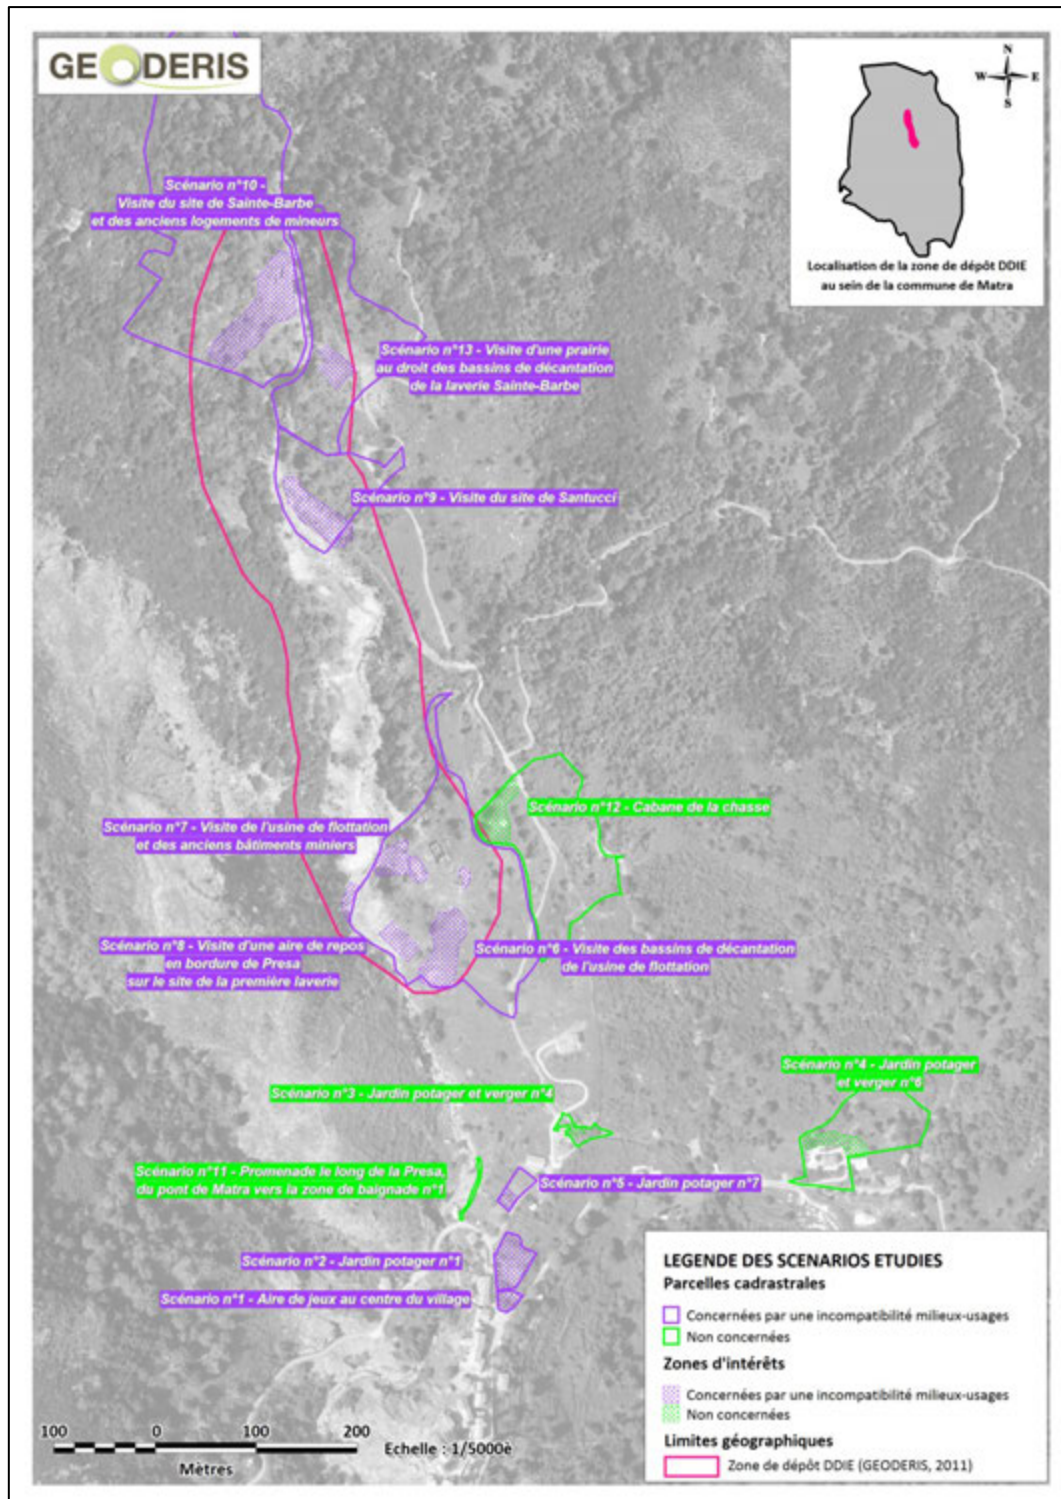 GEODERIS
N
W E
S
Localisation de la zone de dépôt DDIE
au sein de la commune de Matra
Scénario n°10 -
Visite du site de Sainte-Barbe
et des anciens logements de mineurs
Scénario n°13 - Visite d'une prairie
au droit des bassins de décantation
de la laverie Sainte-Barbe
Scénario n°9 - Visite du site de Santucci
Scénario n°12 - Cabane de la chasse
Scénario n°7 - Visite de l'usine de flottation
et des anciens bâtiments miniers
Scénario n°8 - Visite d'une aire de repos
en bordure de Presa
sur le site de la première laverie
Scénario n°6 - Visite des bassins de décantation
de l'usine de flottation
Scénario n°4 - Jardin potager
et verger n°6
Scénario n°3 - Jardin potager et verger n°4
Scénario n°11 - Promenade le long de la Presa,
du pont de Matra vers la zone de baignade n°1
Scénario n°5 - Jardin potager n°7
Scénario n°2 - Jardin potager n°1
Scénario n°1 - Aire de jeux au centre du village
LEGENDE DES SCENARIOS ETUDIES
Parcelles cadrastrales
Concernées par une incompatibilité milieux-usages
Non concernées
Zones d'intérêts
Concernées par une incompatibilité milieux-usages
Non concernées
Limites géographiques
Zone de dépôt DDIE (GEODERIS, 2011)
100 0 100 200
Mètres
Echelle : 1/5000è